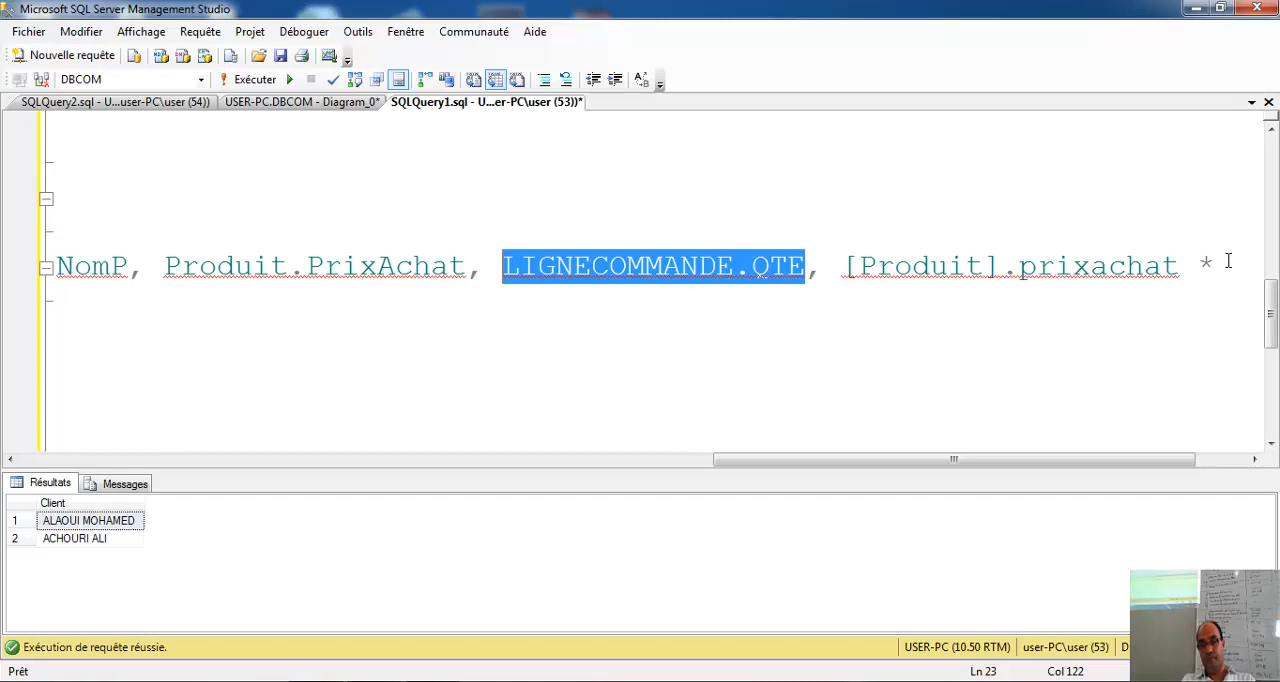 Microsoft SQL Server Management Studio
Fichier Modifier Affichage Requête Projet Déboguer Outils Fenêtre Communauté Aide
Nouvelle requête
DBCOM Exécuter
SQLQuery2.sql - U...user-PC\user (54)) USER-PC.DBCOM - Diagram_0* SQLQuery1.sql - U...er-PC\user (53))*
NomP, Produit.PrixAchat, LIGNECOMMANDE.QTE, [Produit].prixachat *
Résultats Messages
Client
1 ALAOUI MOHAMED
2 ACHOURI ALI
Exécution de requête réussie. USER-PC (10.50 RTM) user-PC\user (53) D
Prêt Ln 23 Col 122